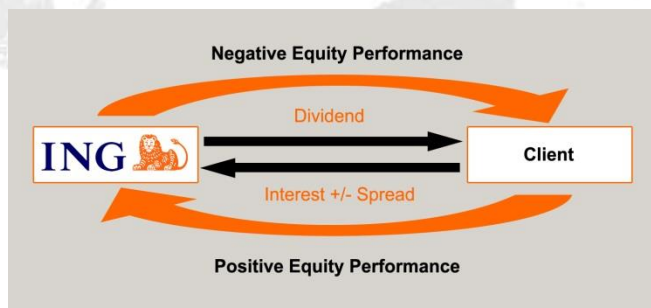 Negative Equity Performance
Dividend
ING
Client
Interest +/- Spread
Positive Equity Performance